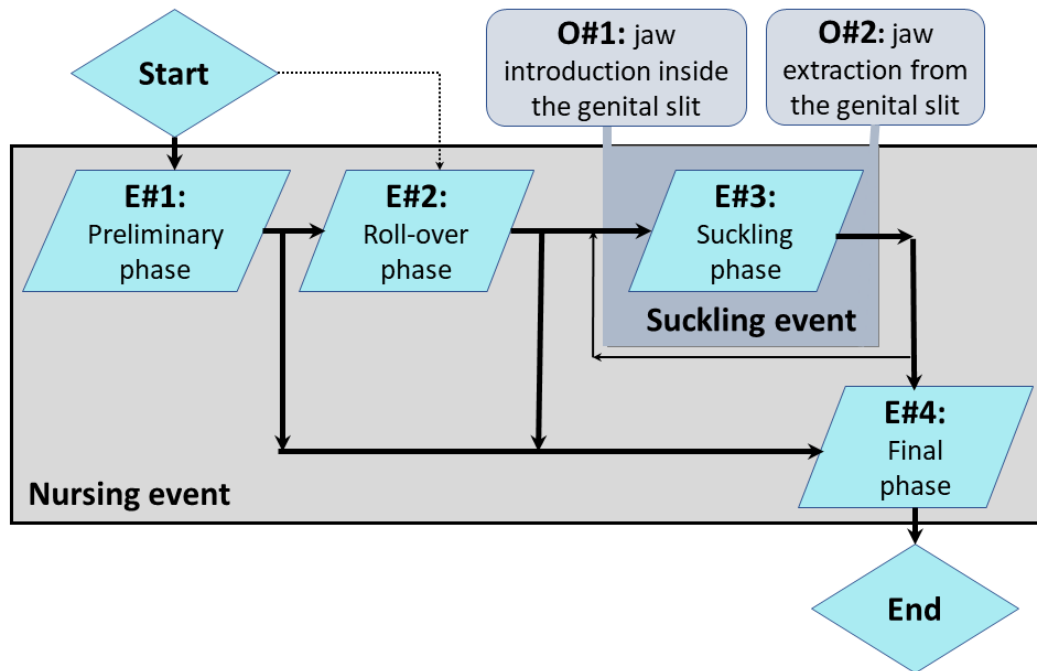 Start
O#1: jaw
introduction inside
the genital slit
O#2: jaw
extraction from
the genital slit
E#1:
Preliminary
phase
E#2:
Roll-over
phase
E#3:
Suckling
phase
Suckling event
E#4:
Final
phase
Nursing event
End